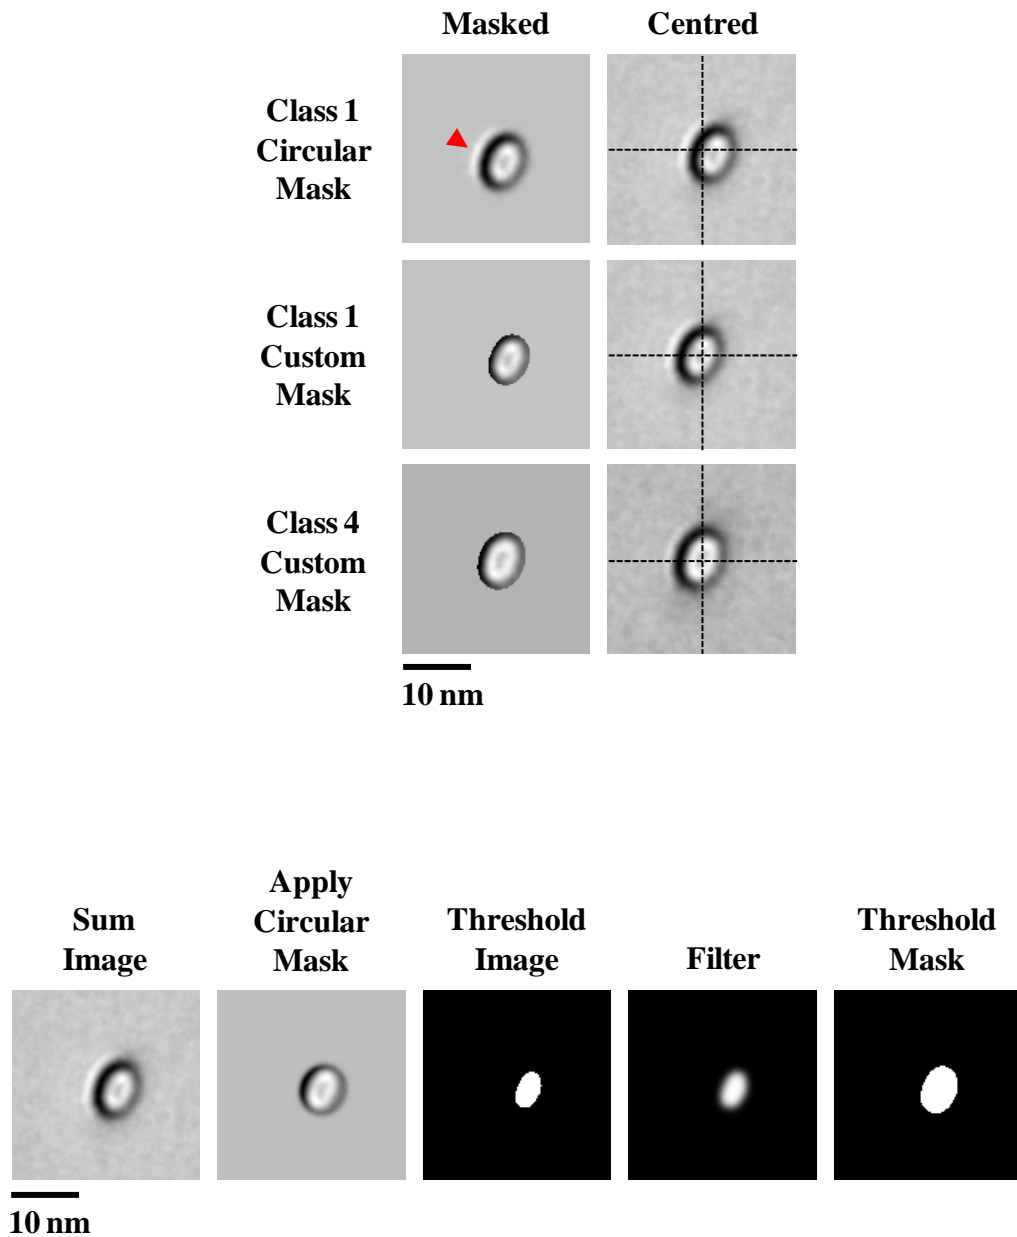 Masked Centred
Class 1
Circular
Mask
Class 1
Custom
Mask
Class 4
Custom
Mask
10 nm
Sum
Image
Apply
Circular
Mask
Threshold
Image
Filter
Threshold
Mask
10 nm